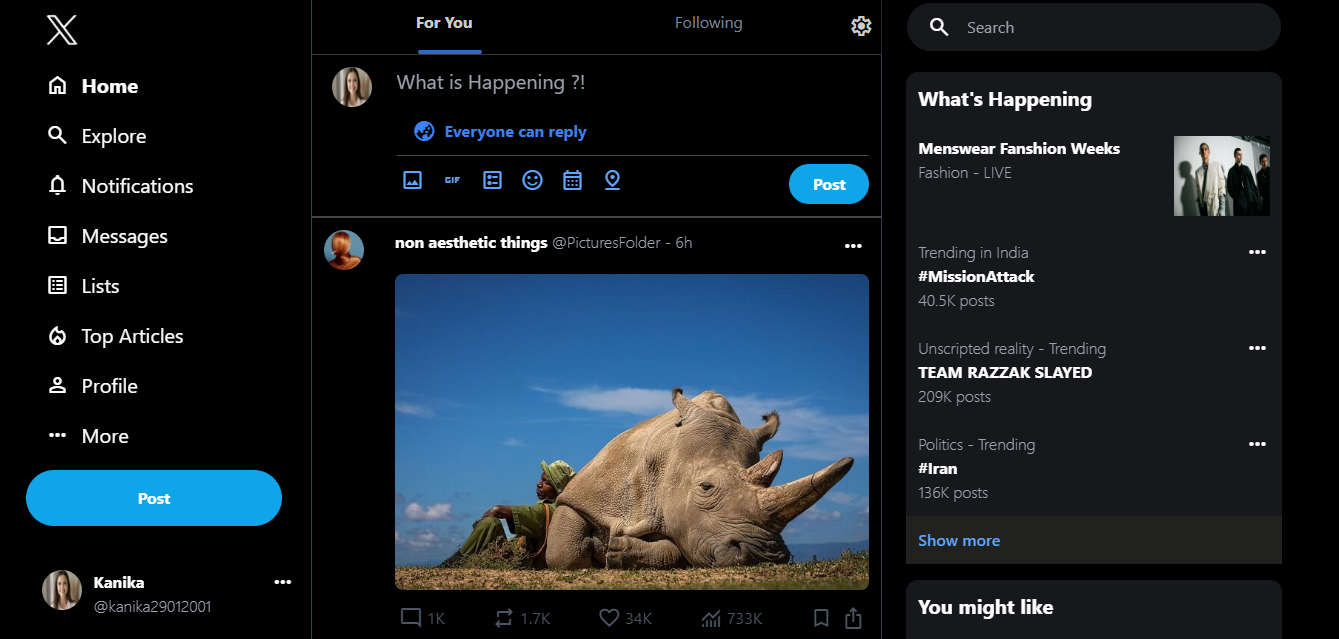 Home
Explore
Notifications
Messages
Lists
Top Articles
Profile
More
Post
Kanika
@kanika29012001
For You
Following
What is Happening ?!
Everyone can reply
GIF
Post
non aesthetic things @PicturesFolder - 6h
1K
1.7K
34K
733K
Search
What's Happening
Menswear Fanshion Weeks
Fashion - LIVE
Trending in India
#MissionAttack
40.5K posts
Unscripted reality - Trending
TEAM RAZZAK SLAYED
209K posts
Politics - Trending
#Iran
136K posts
Show more
You might like